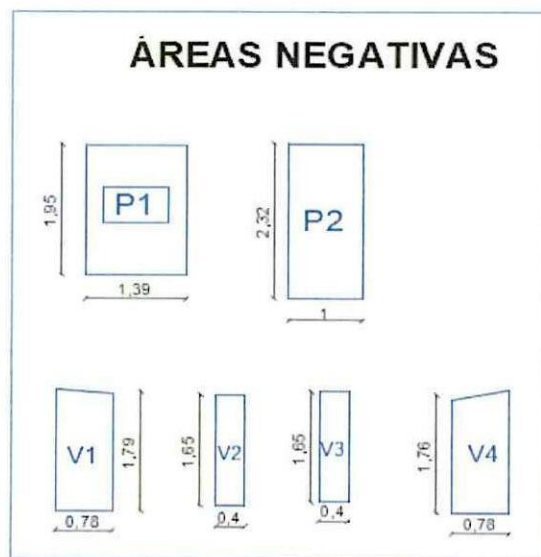 ÁREAS NEGATIVAS
1,95
P1
1,39
2,32
P2
1
V1
1,79
0,78
1,65
V2
0,4
1,65
V3
0,4
1,76
V4
0,78